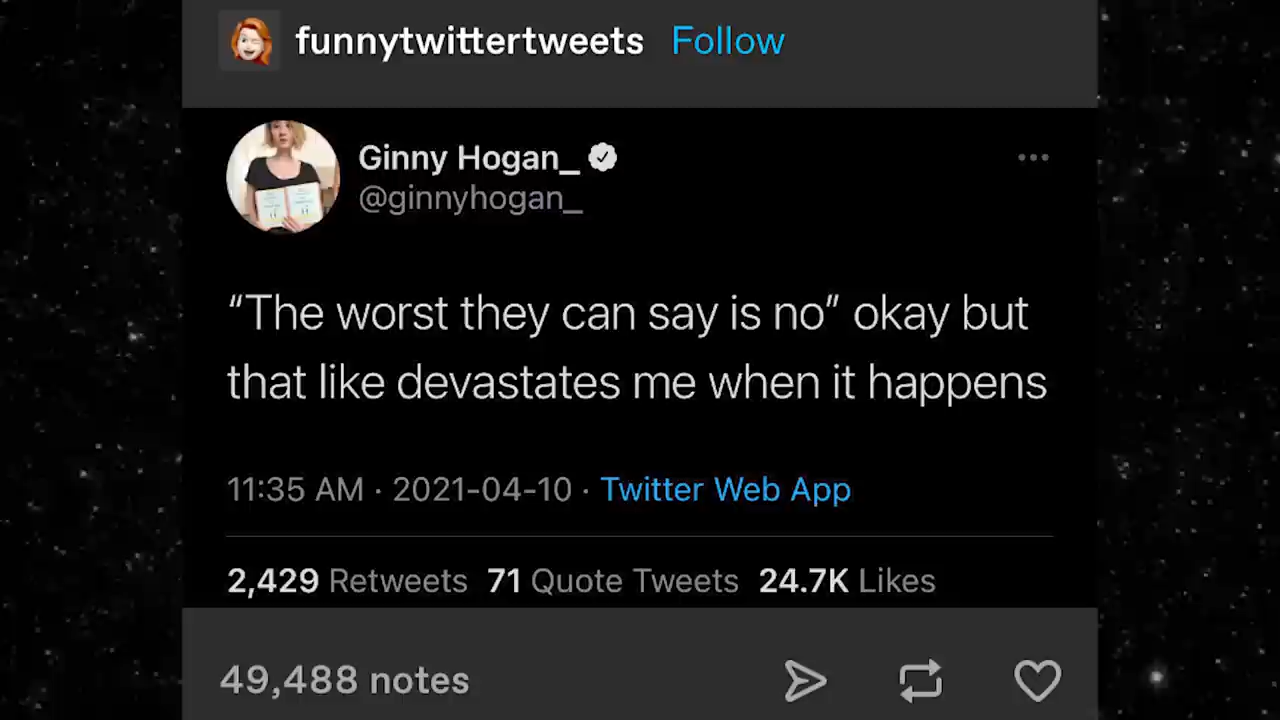 funnytwittertweets Follow
Ginny Hogan_
@ginnyhogan_
“The worst they can say is no” okay but
that like devastates me when it happens
11:35 AM · 2021-04-10 · Twitter Web App
2,429 Retweets 71 Quote Tweets 24.7K Likes
49,488 notes